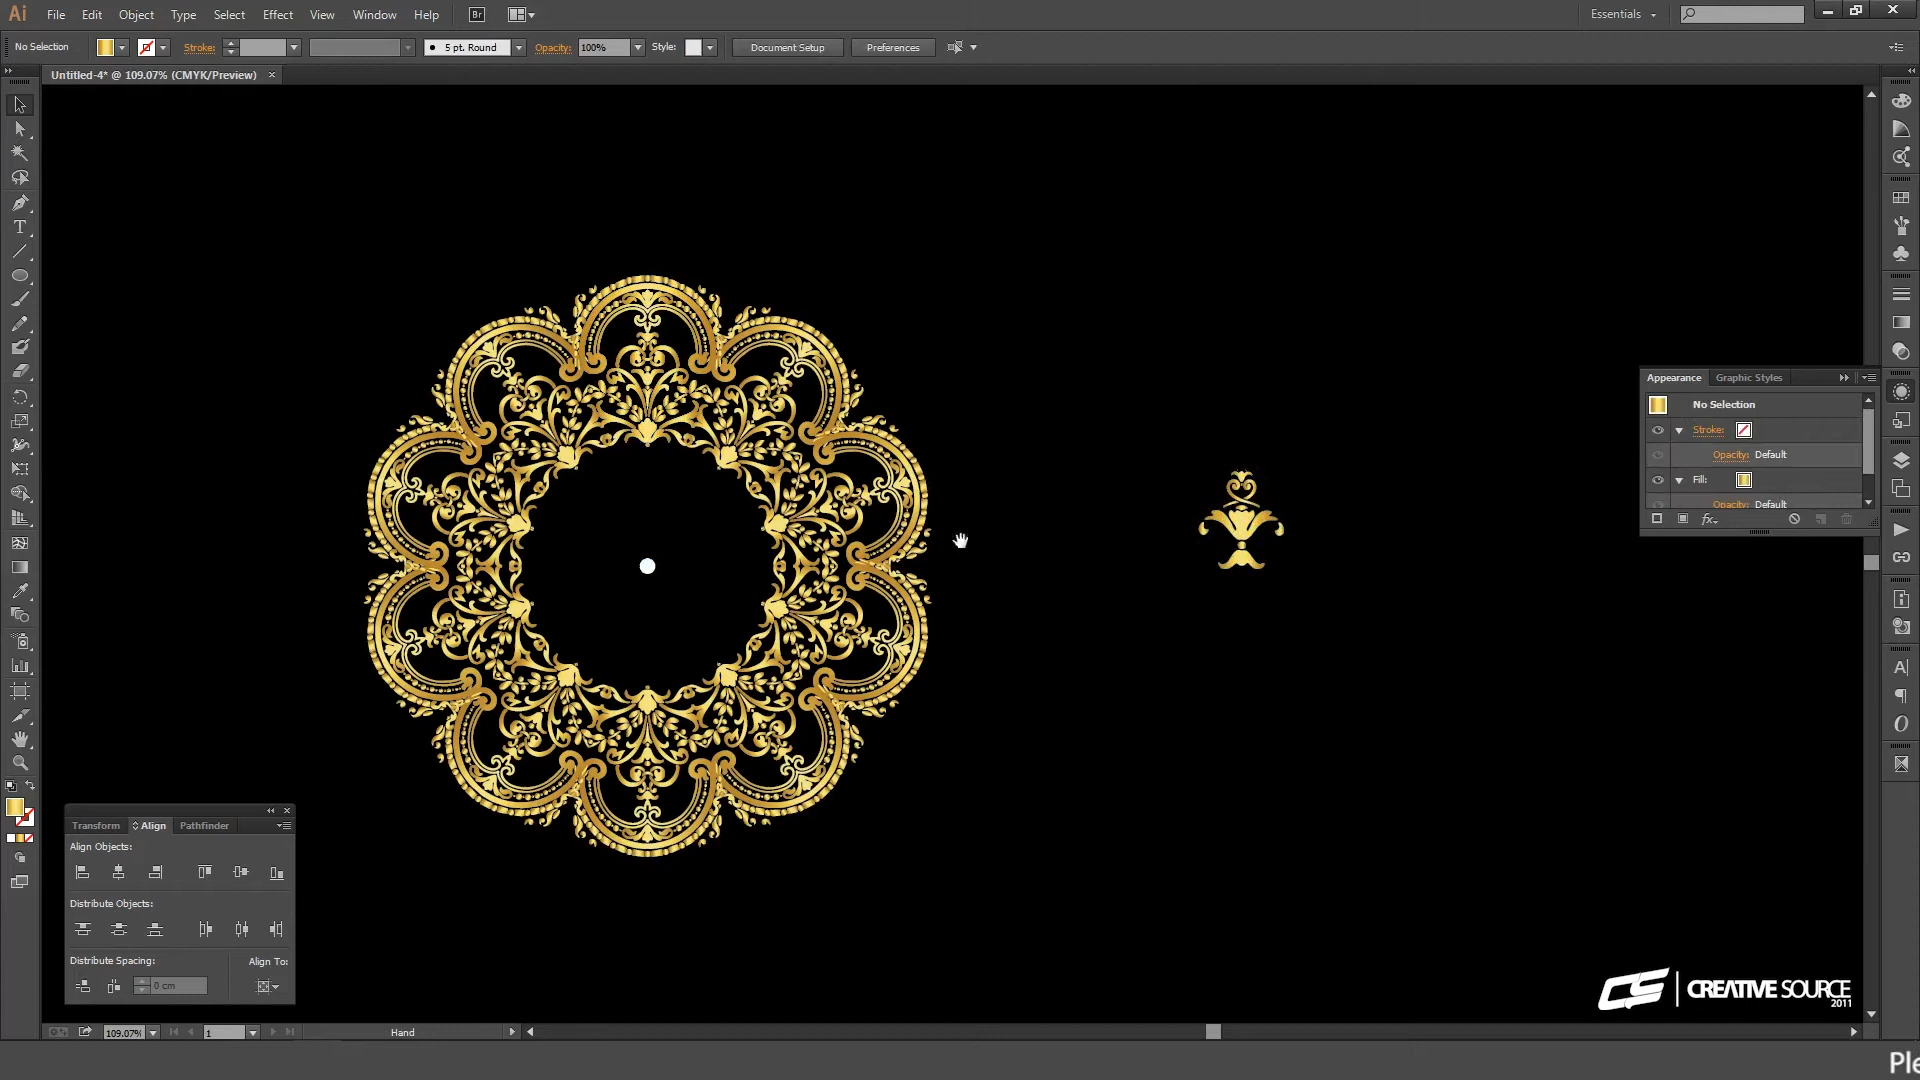 Ai File Edit Object Type Select Effect View Window Help Br Essentials
No Selection Stroke: 5 pt. Round Opacity: 100% Style: Document Setup Preferences
Untitled-4* @ 109.07% (CMYK/Preview)
Appearance Graphic Styles
No Selection
Stroke:
Opacity: Default
Fill:
Opacity: Default
fx
Transform Align Pathfinder
Align Objects:
Distribute Objects:
Distribute Spacing: Align To:
0 cm
CS CREATIVE SOURCE
2011
109.07% 1 Hand
Ple